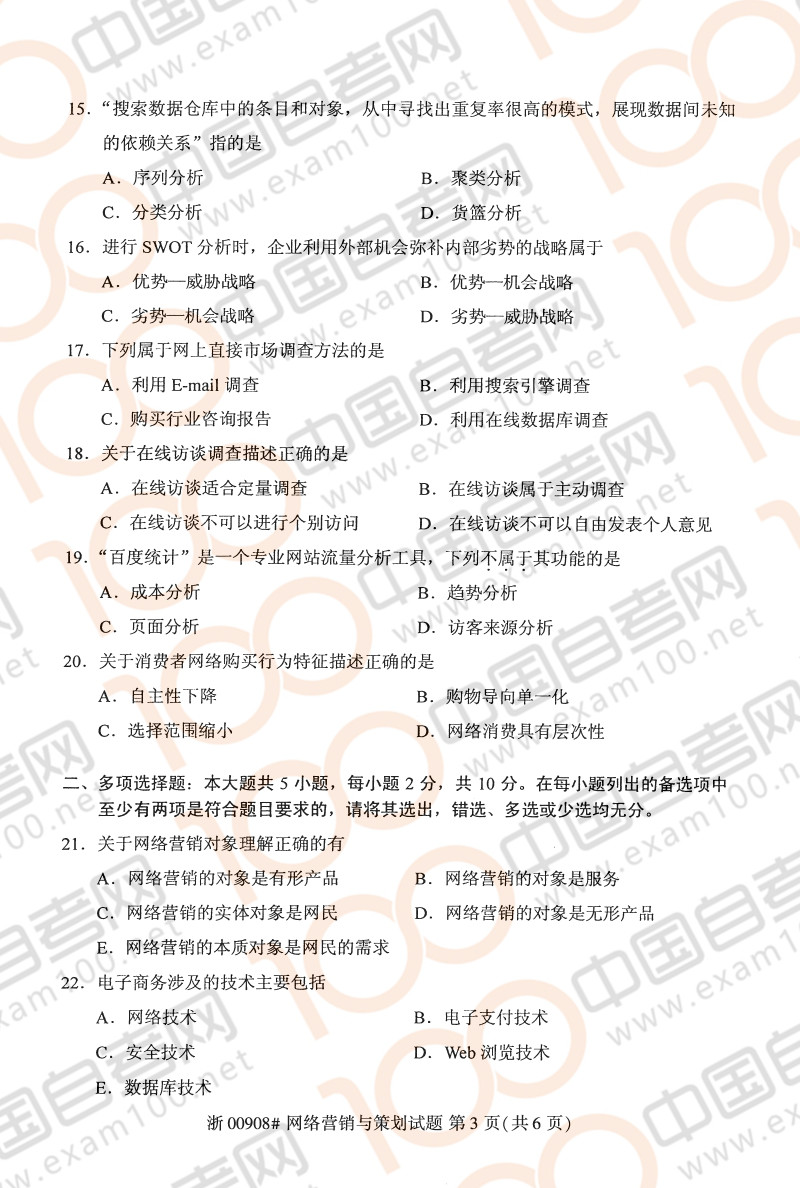 15．“搜索数据仓库中的条目和对象，从中寻找出重复率很高的模式，展现数据间未知
的依赖关系”指的是
A．序列分析 B．聚类分析
C．分类分析 D．货篮分析
16．进行 SWOT 分析时，企业利用外部机会弥补内部劣势的战略属于
A．优势—威胁战略 B．优势—机会战略
C．劣势—机会战略 D．劣势—威胁战略
17．下列属于网上直接市场调查方法的是
A．利用 E-mail 调查 B．利用搜索引擎调查
C．购买行业咨询报告 D．利用在线数据库调查
18．关于在线访谈调查描述正确的是
A．在线访谈适合定量调查 B．在线访谈属于主动调查
C．在线访谈不可以进行个别访问 D．在线访谈不可以自由发表个人意见
19．“百度统计”是一个专业网站流量分析工具，下列不属于其功能的是
A．成本分析 B．趋势分析
C．页面分析 D．访客来源分析
20．关于消费者网络购买行为特征描述正确的是
A．自主性下降 B．购物导向单一化
C．选择范围缩小 D．网络消费具有层次性
二、多项选择题：本大题共 5 小题，每小题 2 分，共 10 分。在每小题列出的备选项中
至少有两项是符合题目要求的，请将其选出，错选、多选或少选均无分。
21．关于网络营销对象理解正确的有
A．网络营销的对象是有形产品 B．网络营销的对象是服务
C．网络营销的实体对象是网民 D．网络营销的对象是无形产品
E．网络营销的本质对象是网民的需求
22．电子商务涉及的技术主要包括
A．网络技术 B．电子支付技术
C．安全技术 D．Web 浏览技术
E．数据库技术
浙 00908# 网络营销与策划试题 第 3 页(共 6 页)
100 中国自考网
www.exam100.net